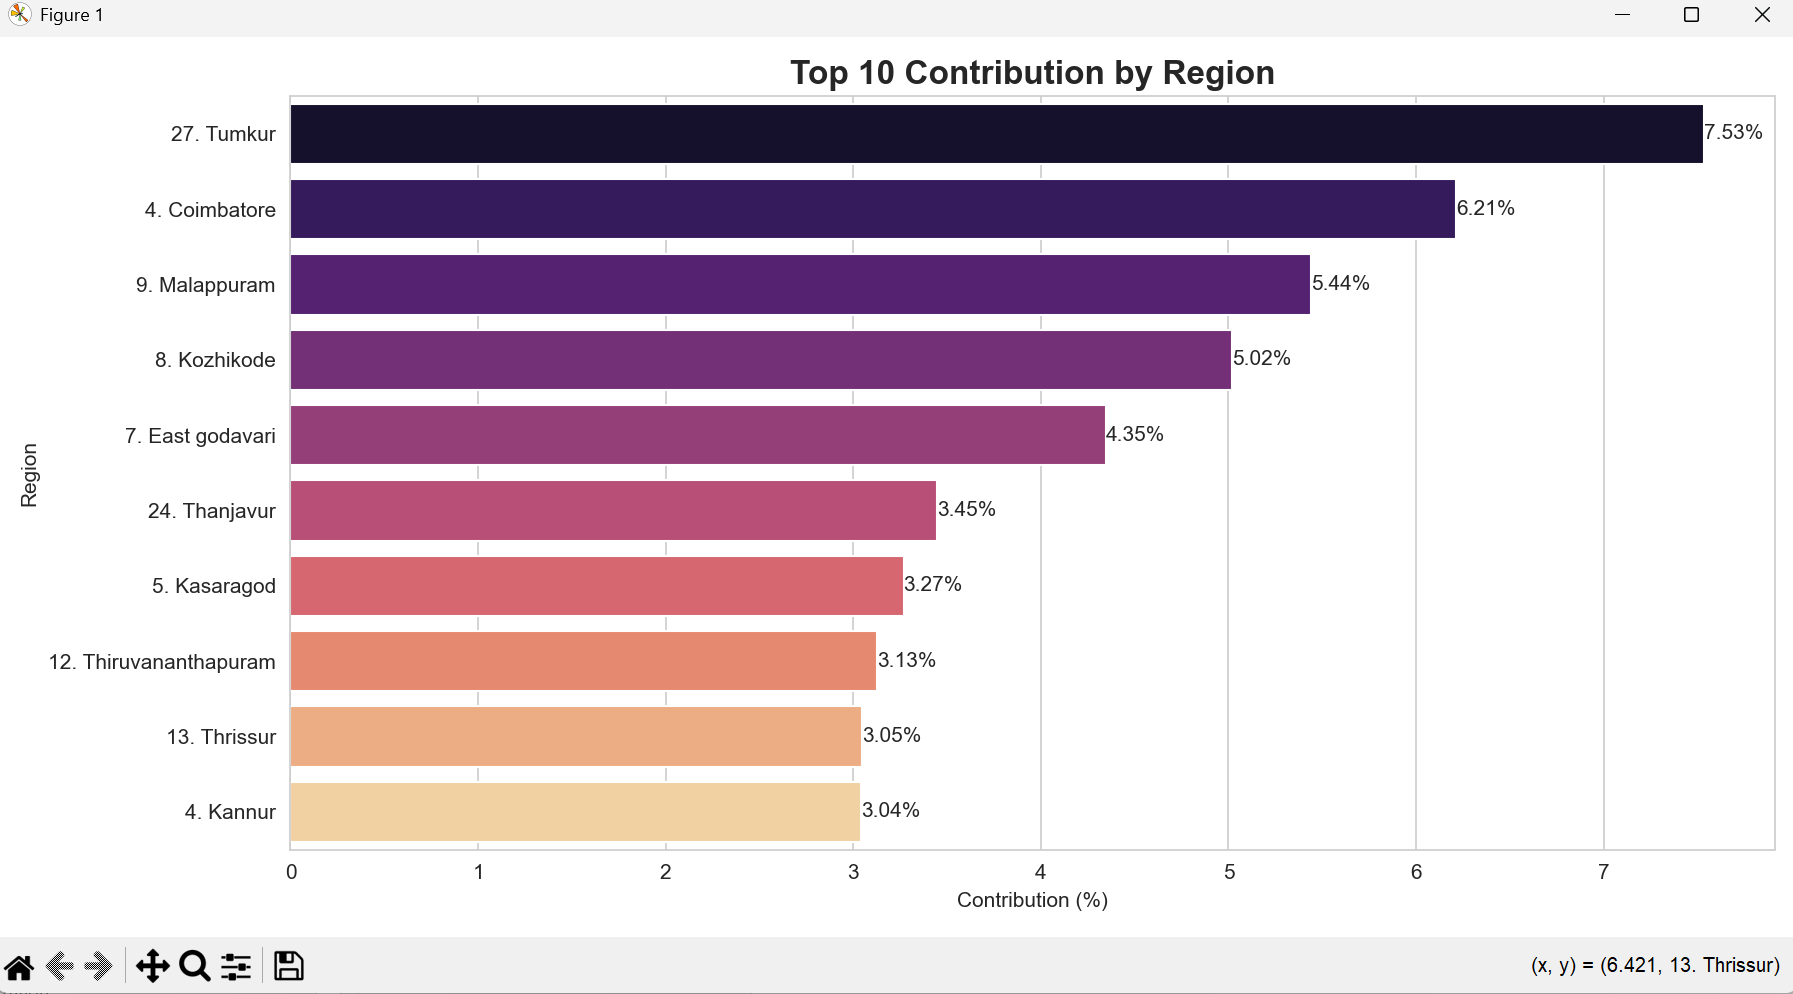 Figure 1
Top 10 Contribution by Region
27. Tumkur
7.53%
4. Coimbatore
6.21%
9. Malappuram
5.44%
8. Kozhikode
5.02%
7. East godavari
4.35%
24. Thanjavur
3.45%
5. Kasaragod
3.27%
12. Thiruvananthapuram
3.13%
13. Thrissur
3.05%
4. Kannur
3.04%
Region
0 1 2 3 4 5 6 7
Contribution (%)
(x, y) = (6.421, 13. Thrissur)